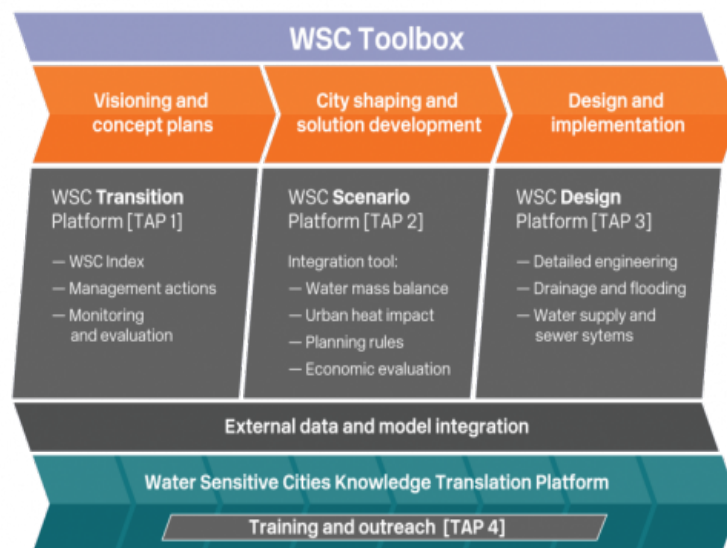 WSC Toolbox
Visioning and
concept plans
City shaping and
solution development
Design and
implementation
WSC Transition
Platform [TAP 1]
— WSC Index
— Management actions
— Monitoring
and evaluation
WSC Scenario
Platform [TAP 2]
Integration tool:
— Water mass balance
— Urban heat impact
— Planning rules
— Economic evaluation
WSC Design
Platform [TAP 3]
— Detailed engineering
— Drainage and flooding
— Water supply and
sewer sytems
External data and model integration
Water Sensitive Cities Knowledge Translation Platform
Training and outreach [TAP 4]